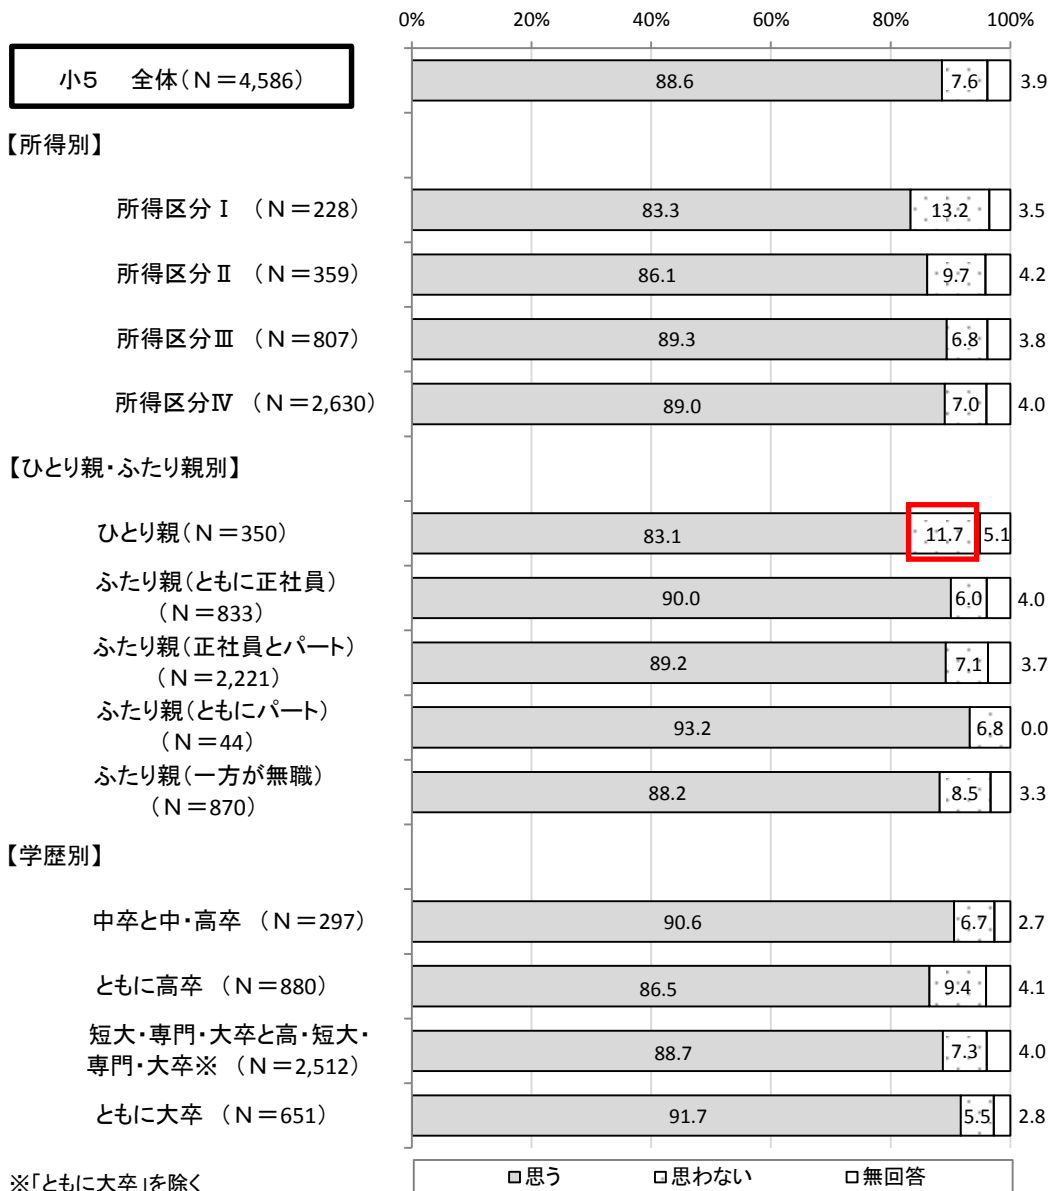 0% 20% 40% 60% 80% 100%
小5 全体(N=4,586) 88.6 7.6 3.9
【所得別】
所得区分Ⅰ (N=228) 83.3 13.2 3.5
所得区分Ⅱ (N=359) 86.1 9.7 4.2
所得区分Ⅲ (N=807) 89.3 6.8 3.8
所得区分Ⅳ (N=2,630) 89.0 7.0 4.0
【ひとり親・ふたり親別】
ひとり親(N=350) 83.1 11.7 5.1
ふたり親(ともに正社員)
(N=833) 90.0 6.0 4.0
ふたり親(正社員とパート)
(N=2,221) 89.2 7.1 3.7
ふたり親(ともにパート)
(N=44) 93.2 6.8 0.0
ふたり親(一方が無職)
(N=870) 88.2 8.5 3.3
【学歴別】
中卒と中・高卒 (N=297) 90.6 6.7 2.7
ともに高卒 (N=880) 86.5 9.4 4.1
短大・専門・大卒と高・短大・
専門・大卒※ (N=2,512) 88.7 7.3 4.0
ともに大卒 (N=651) 91.7 5.5 2.8
※「ともに大卒」を除く
思う 思わない 無回答